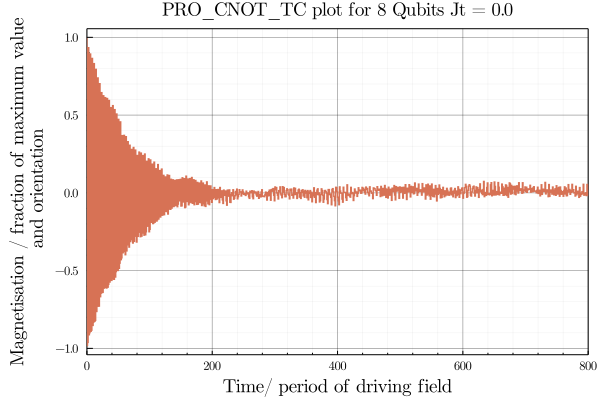 PRO_CNOT_TC plot for 8 Qubits Jt = 0.0
Magnetisation / fraction of maximum value
and orientation
1.0
0.5
0.0
−0.5
−1.0
0 200 400 600 800
Time/ period of driving field